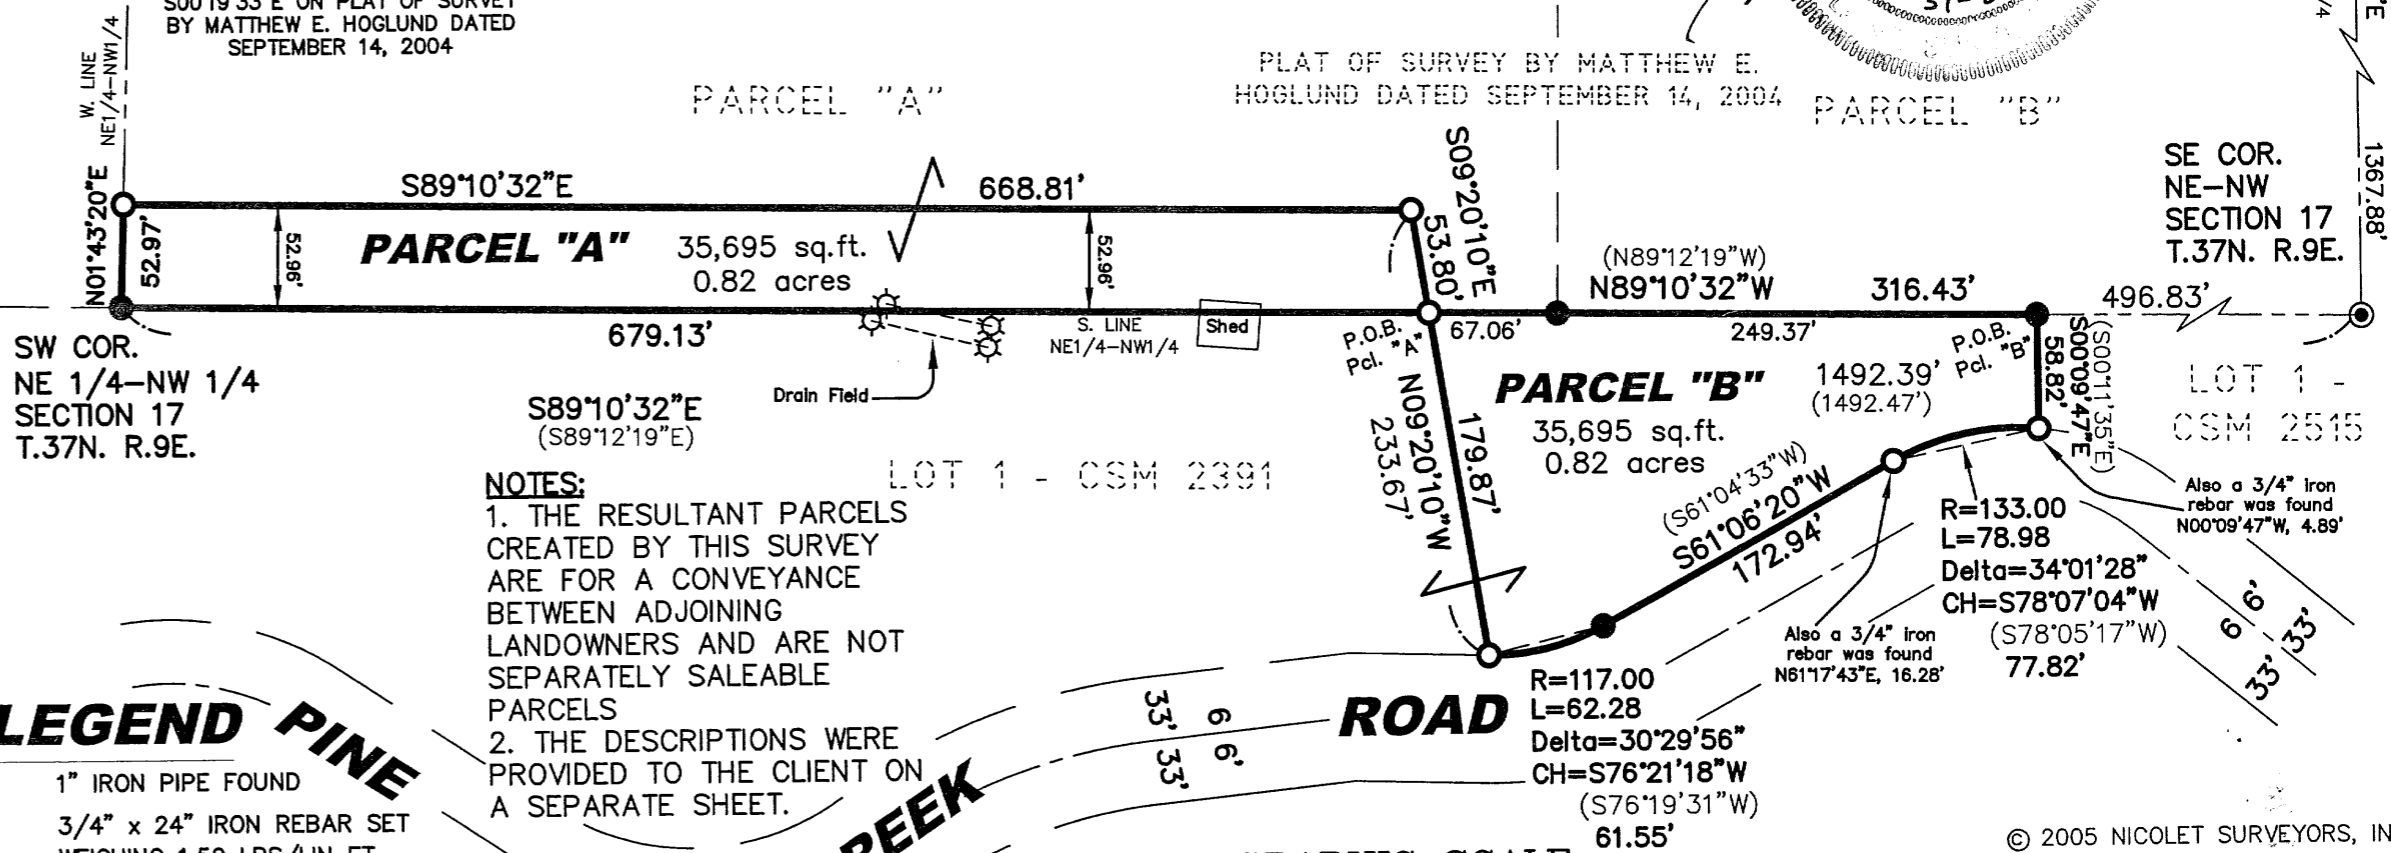 S00°19'33"E ON PLAT OF SURVEY
BY MATTHEW E. HOGLUND DATED
SEPTEMBER 14, 2004
W. LINE
NE1/4-NW1/4
PARCEL "A"
PLAT OF SURVEY BY MATTHEW E.
HOGLUND DATED SEPTEMBER 14, 2004
PARCEL "B"
1367.88'
SE COR.
NE-NW
SECTION 17
T.37N. R.9E.
N01°43'20"E
52.97'
S89°10'32"E
668.81'
52.96'
PARCEL "A"
35,695 sq.ft.
0.82 acres
52.96'
S09°20'10"E
53.80'
(N89°12'19"W)
N89°10'32"W
316.43'
496.83'
679.13'
S. LINE
NE1/4-NW1/4
Shed
P.O.B.
Pcl. "A"
67.06'
249.37'
P.O.B.
Pcl. "B"
S00°09'47"E
(S00°11'35"E)
58.82'
SW COR.
NE 1/4-NW 1/4
SECTION 17
T.37N. R.9E.
Drain Field
S89°10'32"E
(S89°12'19"E)
1492.39'
(1492.47')
PARCEL "B"
35,695 sq.ft.
0.82 acres
N09°20'10"W
179.87'
233.67'
LOT 1 -
CSM 2515
LOT 1 - CSM 2391
(S61°04'33"W)
S61°06'20"W
172.94'
Also a 3/4" iron
rebar was found
N00°09'47"W, 4.89'
R=133.00
L=78.98
Delta=34°01'28"
CH=S78°07'04"W
(S78°05'17"W)
77.82'
Also a 3/4" iron
rebar was found
N61°17'43"E, 16.28'
6' 6'
33' 33'
NOTES:
1. THE RESULTANT PARCELS
CREATED BY THIS SURVEY
ARE FOR A CONVEYANCE
BETWEEN ADJOINING
LANDOWNERS AND ARE NOT
SEPARATELY SALEABLE
PARCELS
2. THE DESCRIPTIONS WERE
PROVIDED TO THE CLIENT ON
A SEPARATE SHEET.
R=117.00
L=62.28
Delta=30°29'56"
CH=S76°21'18"W
(S76°19'31"W)
61.55'
33' 6'
33' 6'
LEGEND
PINE
REEK
ROAD
1" IRON PIPE FOUND
3/4" x 24" IRON REBAR SET
© 2005 NICOLET SURVEYORS, IN